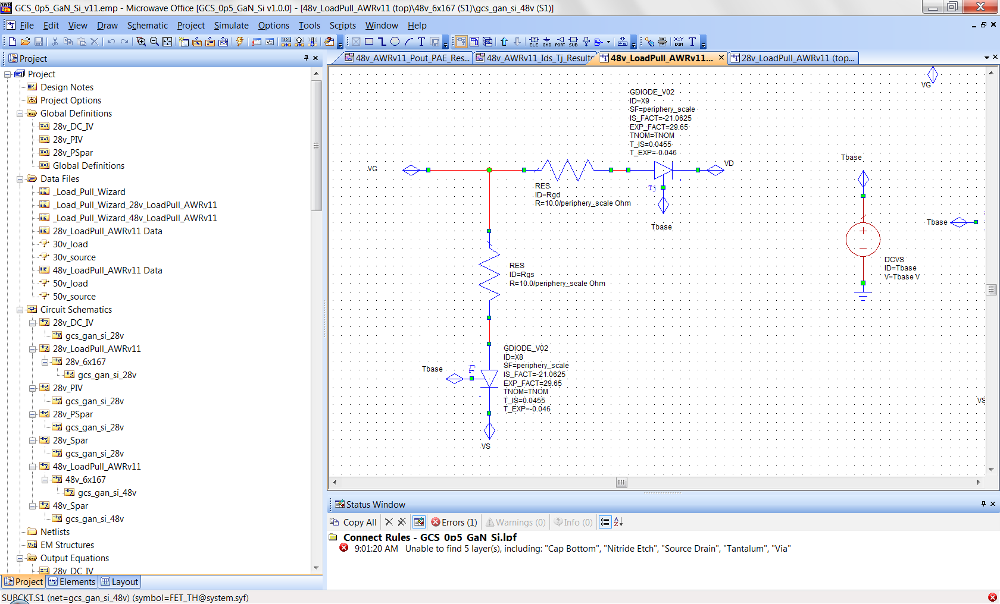 GCS_0p5_GaN_Si_v11.emp - Microwave Office [GCS_0p5_GaN_Si v1.0.0] - [48v_LoadPull_AWRv11 (top)\48v_6x167 (S1)\gcs_gan_si_48v (S1)]
File Edit View Draw Schematic Project Simulate Options Tools Scripts Window Help
Project
48v_AWRv11_Pout_PAE_Res... 48v_AWRv11_Ids_Tj_Results 48v_LoadPull_AWRv11... 28v_LoadPull_AWRv11 (top...
Project
Design Notes
Project Options
Global Definitions
28v_DC_IV
28v_PIV
28v_PSpar
Global Definitions
Data Files
_Load_Pull_Wizard
_Load_Pull_Wizard_28v_LoadPull_AWRv11
_Load_Pull_Wizard_48v_LoadPull_AWRv11
28v_LoadPull_AWRv11 Data
30v_load
30v_source
48v_LoadPull_AWRv11 Data
50v_load
50v_source
Circuit Schematics
28v_DC_IV
gcs_gan_si_28v
28v_LoadPull_AWRv11
28v_6x167
gcs_gan_si_28v
28v_PIV
gcs_gan_si_28v
28v_PSpar
gcs_gan_si_28v
28v_Spar
gcs_gan_si_28v
48v_LoadPull_AWRv11
48v_6x167
gcs_gan_si_48v
48v_Spar
gcs_gan_si_48v
Netlists
EM Structures
Output Equations
28v_DC_IV
Project Elements Layout
VG
GDIODE_V02
ID=X9
SF=periphery_scale
IS_FACT=-21.0625
EXP_FACT=29.65
TNOM=TNOM
T_IS=0.0455
T_EXP=-0.046
VG
VD
Tj
Tbase
RES
ID=Rgd
R=10.0/periphery_scale Ohm
Tbase
Tbase
DCVS
ID=Tbase
V=Tbase V
RES
ID=Rgs
R=10.0/periphery_scale Ohm
GDIODE_V02
ID=X8
SF=periphery_scale
IS_FACT=-21.0625
EXP_FACT=29.65
TNOM=TNOM
T_IS=0.0455
T_EXP=-0.046
Tbase
Tj
VS
VS
Status Window
Copy All Errors (1) Warnings (0) Info (0)
Connect Rules - GCS_0p5_GaN_Si.lpf
9:01:20 AM Unable to find 5 layer(s), including: "Cap Bottom", "Nitride Etch", "Source Drain", "Tantalum", "Via"
SUBCKT.S1 (net=gcs_gan_si_48v) (symbol=FET_TH@system.syf)